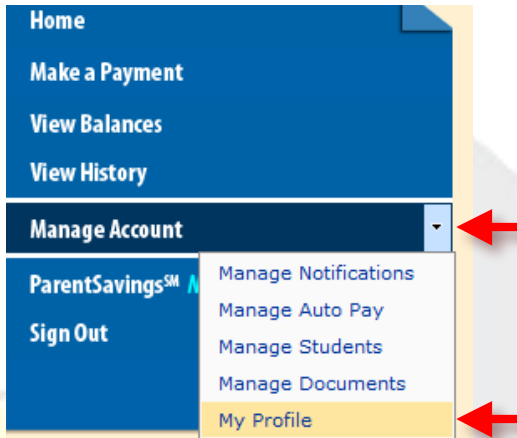 Home
Make a Payment
View Balances
View History
Manage Account
ParentSavings℠
Sign Out
Manage Notifications
Manage Auto Pay
Manage Students
Manage Documents
My Profile